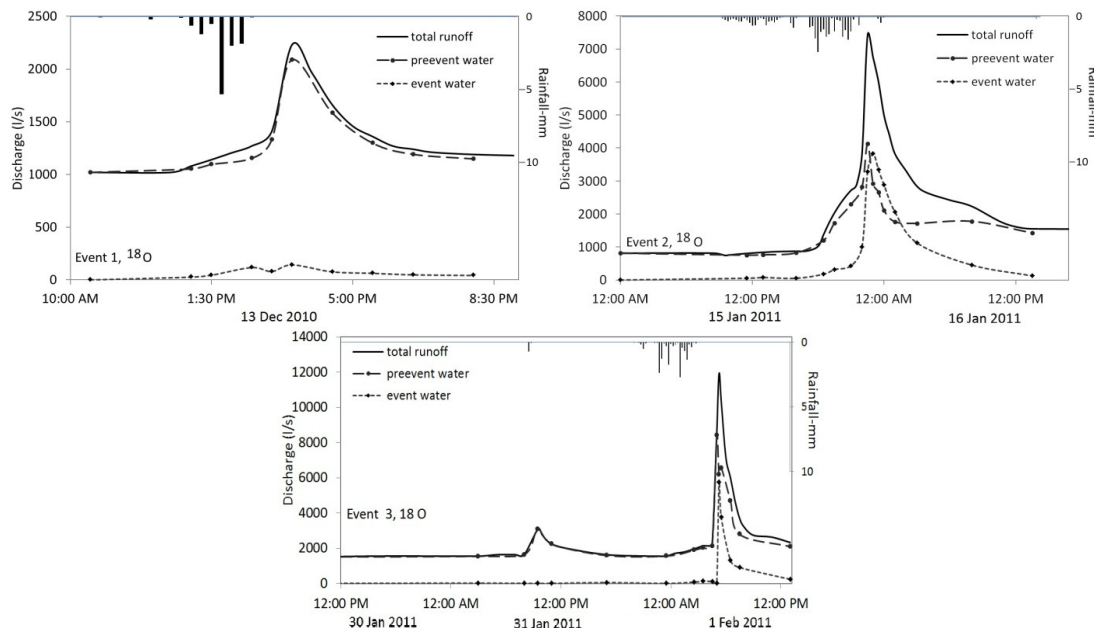 2500
2000
1500
1000
500
0
Discharge (l/s)
0
5
10
Rainfall-mm
total runoff
preevent water
event water
Event 1, 18O
10:00 AM 1:30 PM 5:00 PM 8:30 PM
13 Dec 2010
8000
7000
6000
5000
4000
3000
2000
1000
0
Discharge (l/s)
0
5
10
Rainfall-mm
total runoff
preevent water
event water
Event 2, 18O
12:00 AM 12:00 PM 12:00 AM 12:00 PM
15 Jan 2011 16 Jan 2011
14000
12000
10000
8000
6000
4000
2000
0
Discharge (l/s)
0
5
10
Rainfall-mm
total runoff
preevent water
event water
Event 3, 18 O
12:00 PM 12:00 AM 12:00 PM 12:00 AM 12:00 PM
30 Jan 2011 31 Jan 2011 1 Feb 2011